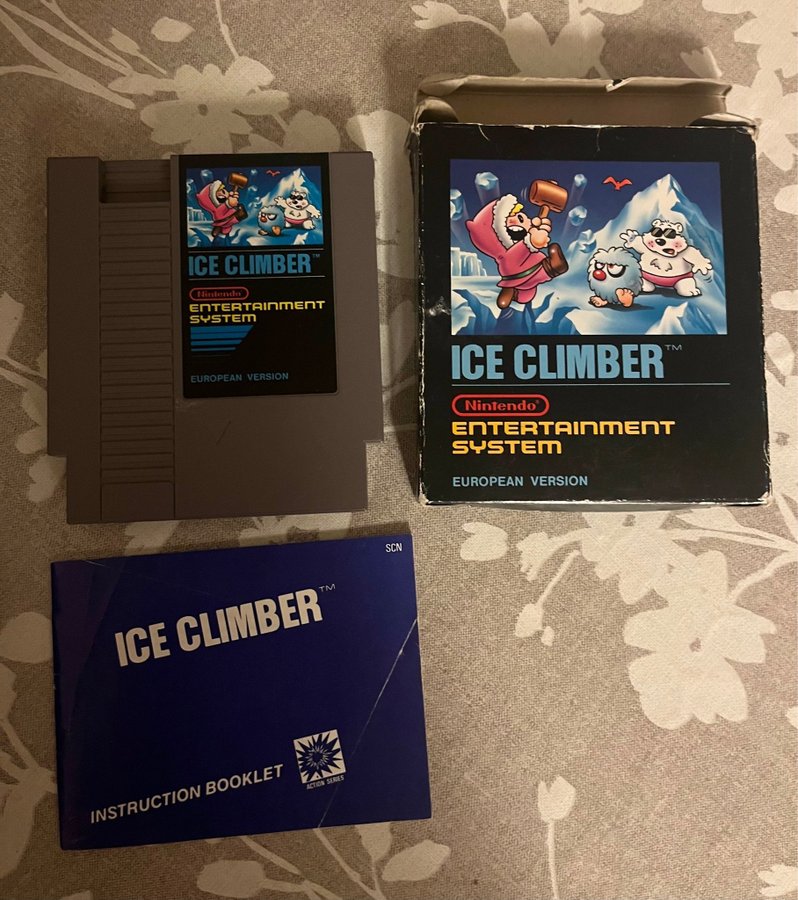 ICE CLIMBER™
Nintendo®
ENTERTAINMENT
SYSTEM
EUROPEAN VERSION
ICE CLIMBER™
Nintendo®
ENTERTAINMENT
SYSTEM
EUROPEAN VERSION
SCN
ICE CLIMBER™
INSTRUCTION BOOKLET
ACTION SERIES